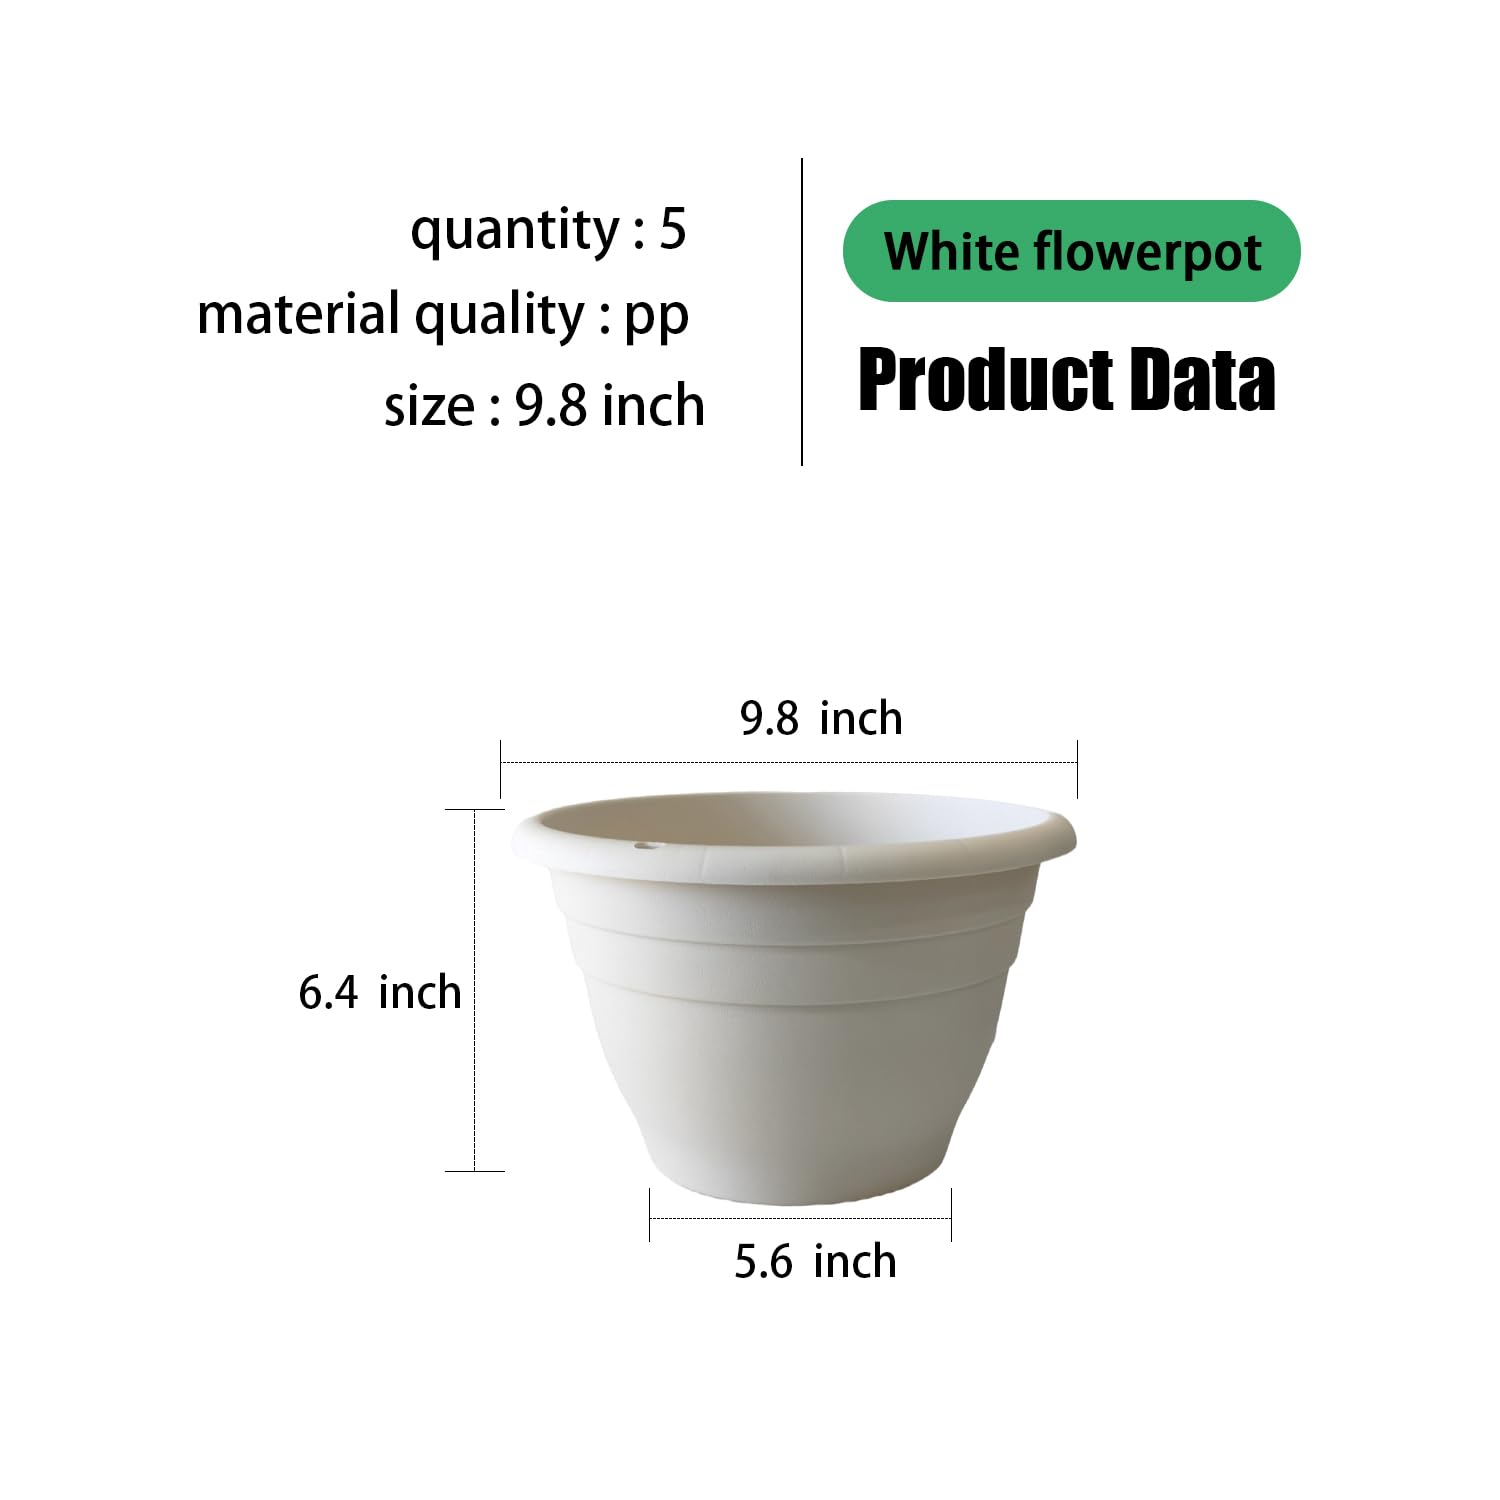 quantity : 5
material quality : pp
size : 9.8 inch
White flowerpot
Product Data
9.8 inch
6.4 inch
5.6 inch